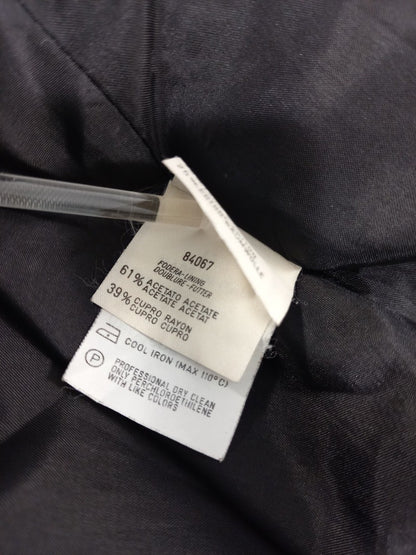 84067
FODERA-LINING
DOUBLURE-FUTTER
61% ACETATO ACETATE
ACETATE ACETAT
39% CUPRO RAYON
CUPRO CUPRO
COOL IRON (MAX 110°C)
P
PROFESSIONAL DRY CLEAN
ONLY PERCHLOROETHILENE
WITH LIKE COLORS